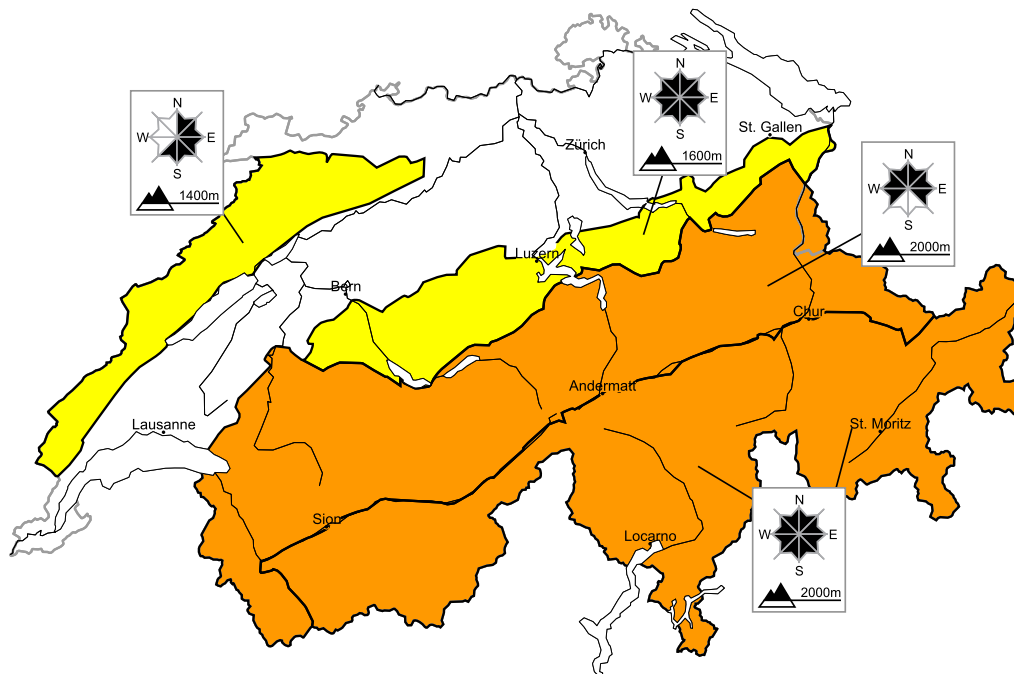 N
W E
S
1400m
N
W E
S
1600m
N
W E
S
2000m
N
W E
S
2000m
Zürich
St. Gallen
Luzern
Bern
Chur
Andermatt
Lausanne
St. Moritz
Sion
Locarno